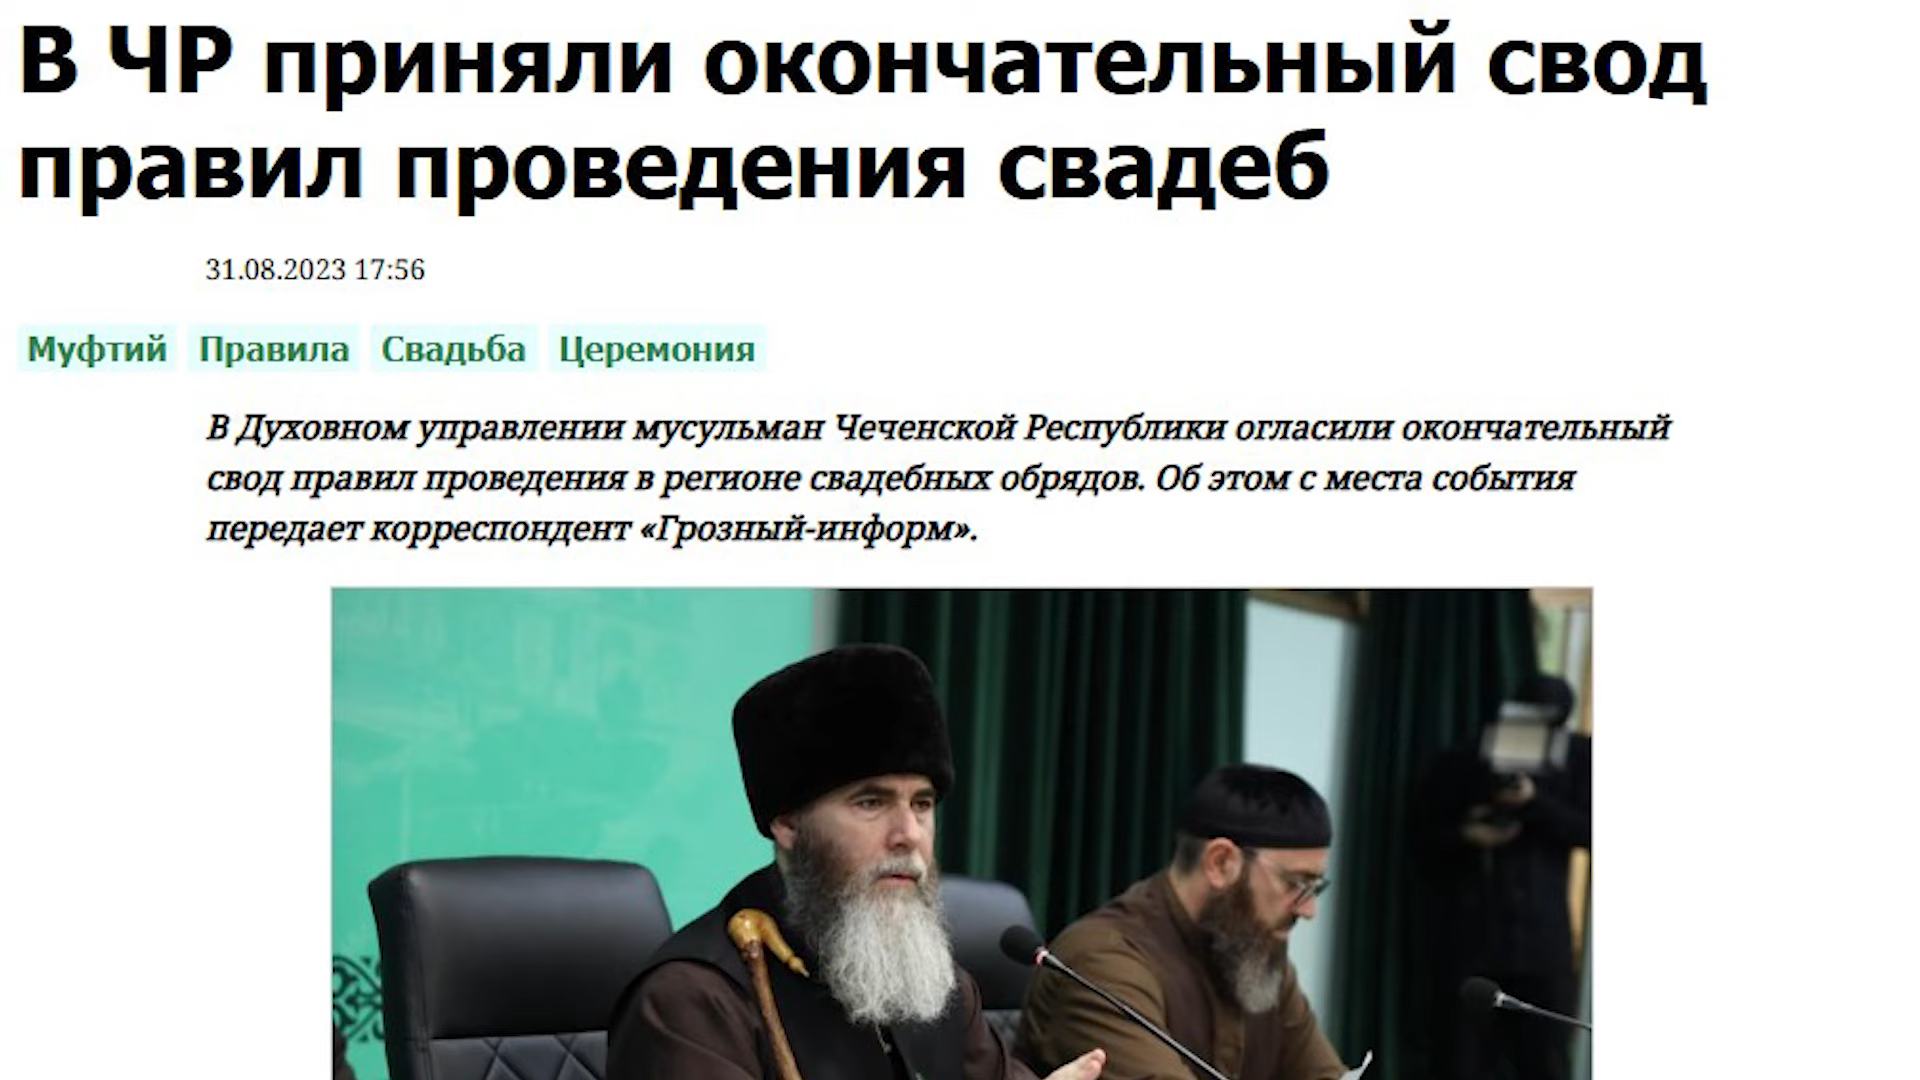 В ЧР приняли окончательный свод
правил проведения свадеб
31.08.2023 17:56
Муфтий Правила Свадьба Церемония
В Духовном управлении мусульман Чеченской Республики огласили окончательный
свод правил проведения в регионе свадебных обрядов. Об этом с места события
передает корреспондент «Грозный-информ».